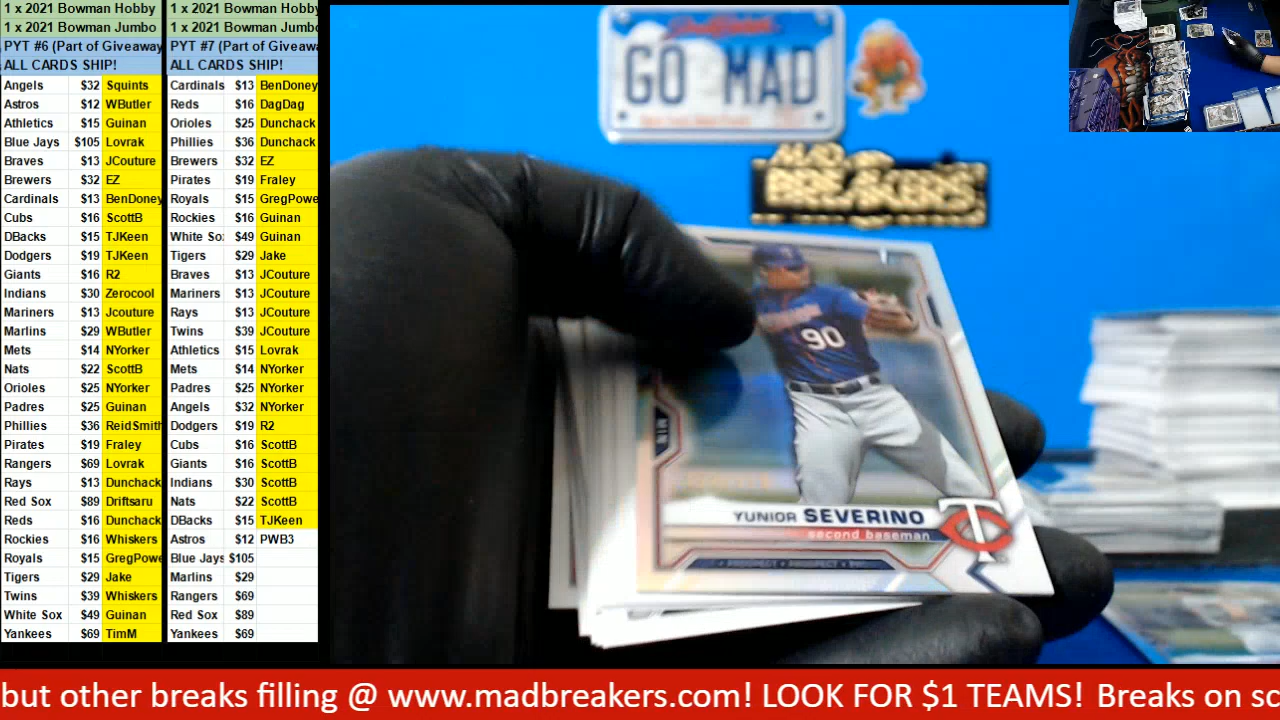 1 x 2021 Bowman Hobby
1 x 2021 Bowman Jumbo
PYT #6 (Part of Giveaway
ALL CARDS SHIP!
Angels $32 Squints
Astros $12 WButler
Athletics $15 Guinan
Blue Jays $105 Lovrak
Braves $13 JCouture
Brewers $32 EZ
Cardinals $13 BenDoney
Cubs $16 ScottB
DBacks $15 TJKeen
Dodgers $19 TJKeen
Giants $16 R2
Indians $30 Zerocool
Mariners $13 Jcouture
Marlins $29 WButler
Mets $14 NYorker
Nats $22 ScottB
Orioles $25 NYorker
Padres $25 Guinan
Phillies $36 ReidSmith
Pirates $19 Fraley
Rangers $69 Lovrak
Rays $13 Dunchack
Red Sox $89 Driftsaru
Reds $16 Dunchack
Rockies $16 Whiskers
Royals $15 GregPowe
Tigers $29 Jake
Twins $39 Whiskers
White Sox $49 Guinan
Yankees $69 TimM
1 x 2021 Bowman Hobby
1 x 2021 Bowman Jumbo
PYT #7 (Part of Giveawa
ALL CARDS SHIP!
Cardinals $13 BenDoney
Reds $16 DagDag
Orioles $25 Dunchack
Phillies $36 Dunchack
Brewers $32 EZ
Pirates $19 Fraley
Royals $15 GregPowe
Rockies $16 Guinan
White So $49 Guinan
Tigers $29 Jake
Braves $13 JCouture
Mariners $13 JCouture
Rays $13 JCouture
Twins $39 JCouture
Athletics $15 Lovrak
Mets $14 NYorker
Padres $25 NYorker
Angels $32 NYorker
Dodgers $19 R2
Cubs $16 ScottB
Giants $16 ScottB
Indians $30 ScottB
Nats $22 ScottB
DBacks $15 TJKeen
Astros $12 PWB3
Blue Jays $105
Marlins $29
Rangers $69
Red Sox $89
Yankees $69
GO MAD
MAD
BREAKERS
90
MIN
YUNIOR SEVERINO
second baseman
PROSPECT • PROSPECT
but other breaks filling @ www.madbreakers.com! LOOK FOR $1 TEAMS! Breaks on sc